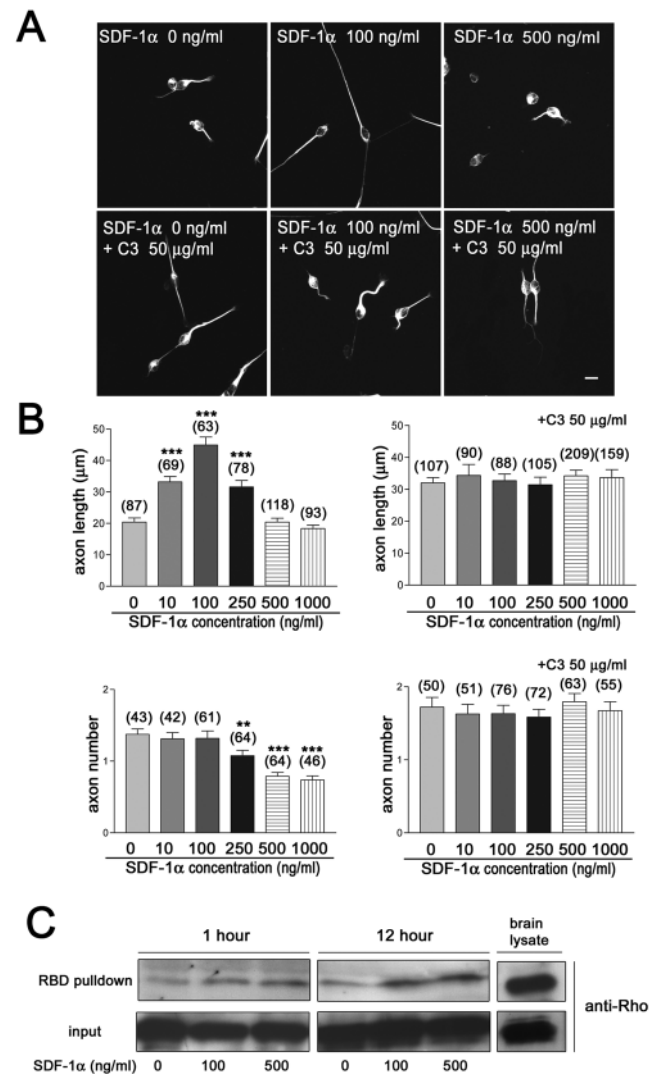 A
SDF-1α 0 ng/ml
SDF-1α 100 ng/ml
SDF-1α 500 ng/ml
SDF-1α 0 ng/ml
+ C3 50 μg/ml
SDF-1α 100 ng/ml
+ C3 50 μg/ml
SDF-1α 500 ng/ml
+ C3 50 μg/ml
B
axon length (μm)
50
40
30
20
10
0
(87)
***
(69)
***
(63)
***
(78)
(118)
(93)
0 10 100 250 500 1000
SDF-1α concentration (ng/ml)
+C3 50 μg/ml
axon length (μm)
50
40
30
20
10
0
(107) (90) (88) (105) (209) (159)
0 10 100 250 500 1000
SDF-1α concentration (ng/ml)
axon number
2
1
0
(43) (42) (61)
**
(64)
***
(64)
***
(46)
0 10 100 250 500 1000
SDF-1α concentration (ng/ml)
+C3 50 μg/ml
axon number
2
1
0
(50) (51) (76) (72) (63) (55)
0 10 100 250 500 1000
SDF-1α concentration (ng/ml)
C
1 hour
12 hour
brain
lysate
RBD pulldown
input
anti-Rho
SDF-1α (ng/ml) 0 100 500 0 100 500